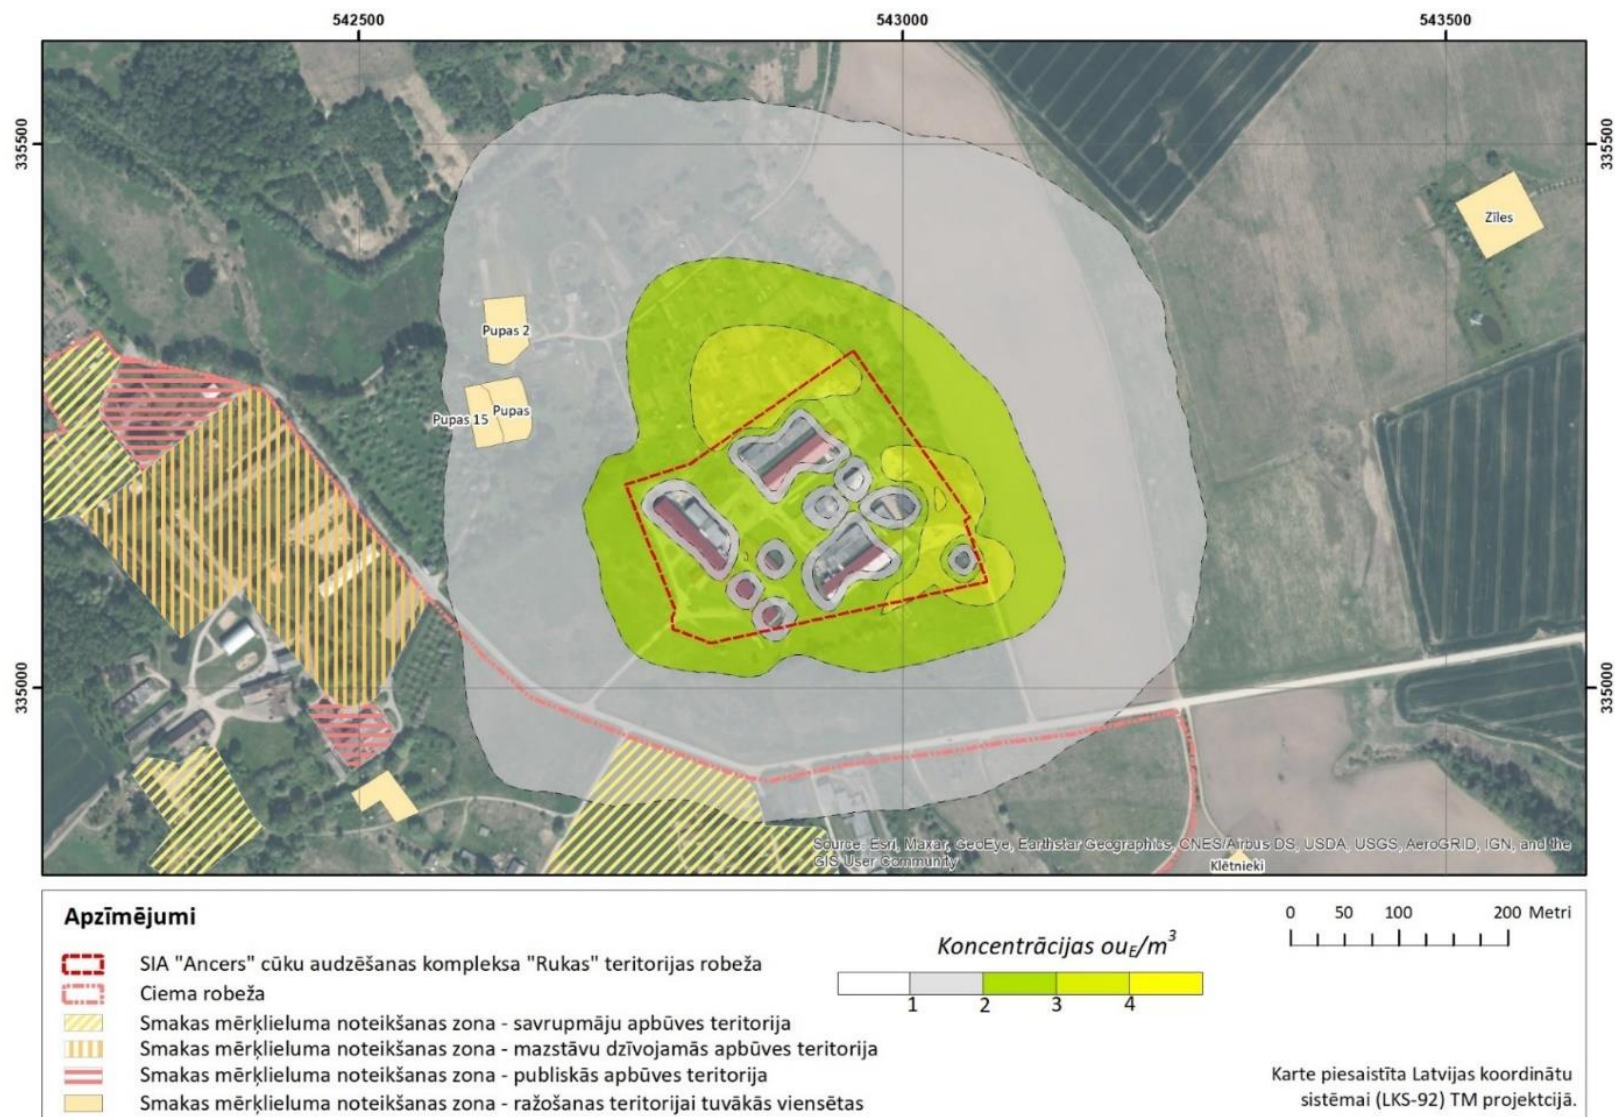 542500 543000 543500
335500 335500
Zīles
Pupas 2
Pupas 15 Pupas
335000 335000
Source: Esri, Maxar, GeoEye, Earthstar Geographics, CNES/Airbus DS, USDA, USGS, AeroGRID, IGN, and the
GIS User Community
Klētnieki
Apzīmējumi
SIA "Ancers" cūku audzēšanas kompleksa "Rukas" teritorijas robeža
Ciema robeža
Smakas mērķlieluma noteikšanas zona - savrupmāju apbūves teritorija
Smakas mērķlieluma noteikšanas zona - mazstāvu dzīvojamās apbūves teritorija
Smakas mērķlieluma noteikšanas zona - publiskās apbūves teritorija
Smakas mērķlieluma noteikšanas zona - ražošanas teritorijai tuvākās viensētas
Koncentrācijas ouE/m³
1 2 3 4
0 50 100 200 Metri
Karte piesaistīta Latvijas koordinātu
sistēmai (LKS-92) TM projektcijā.